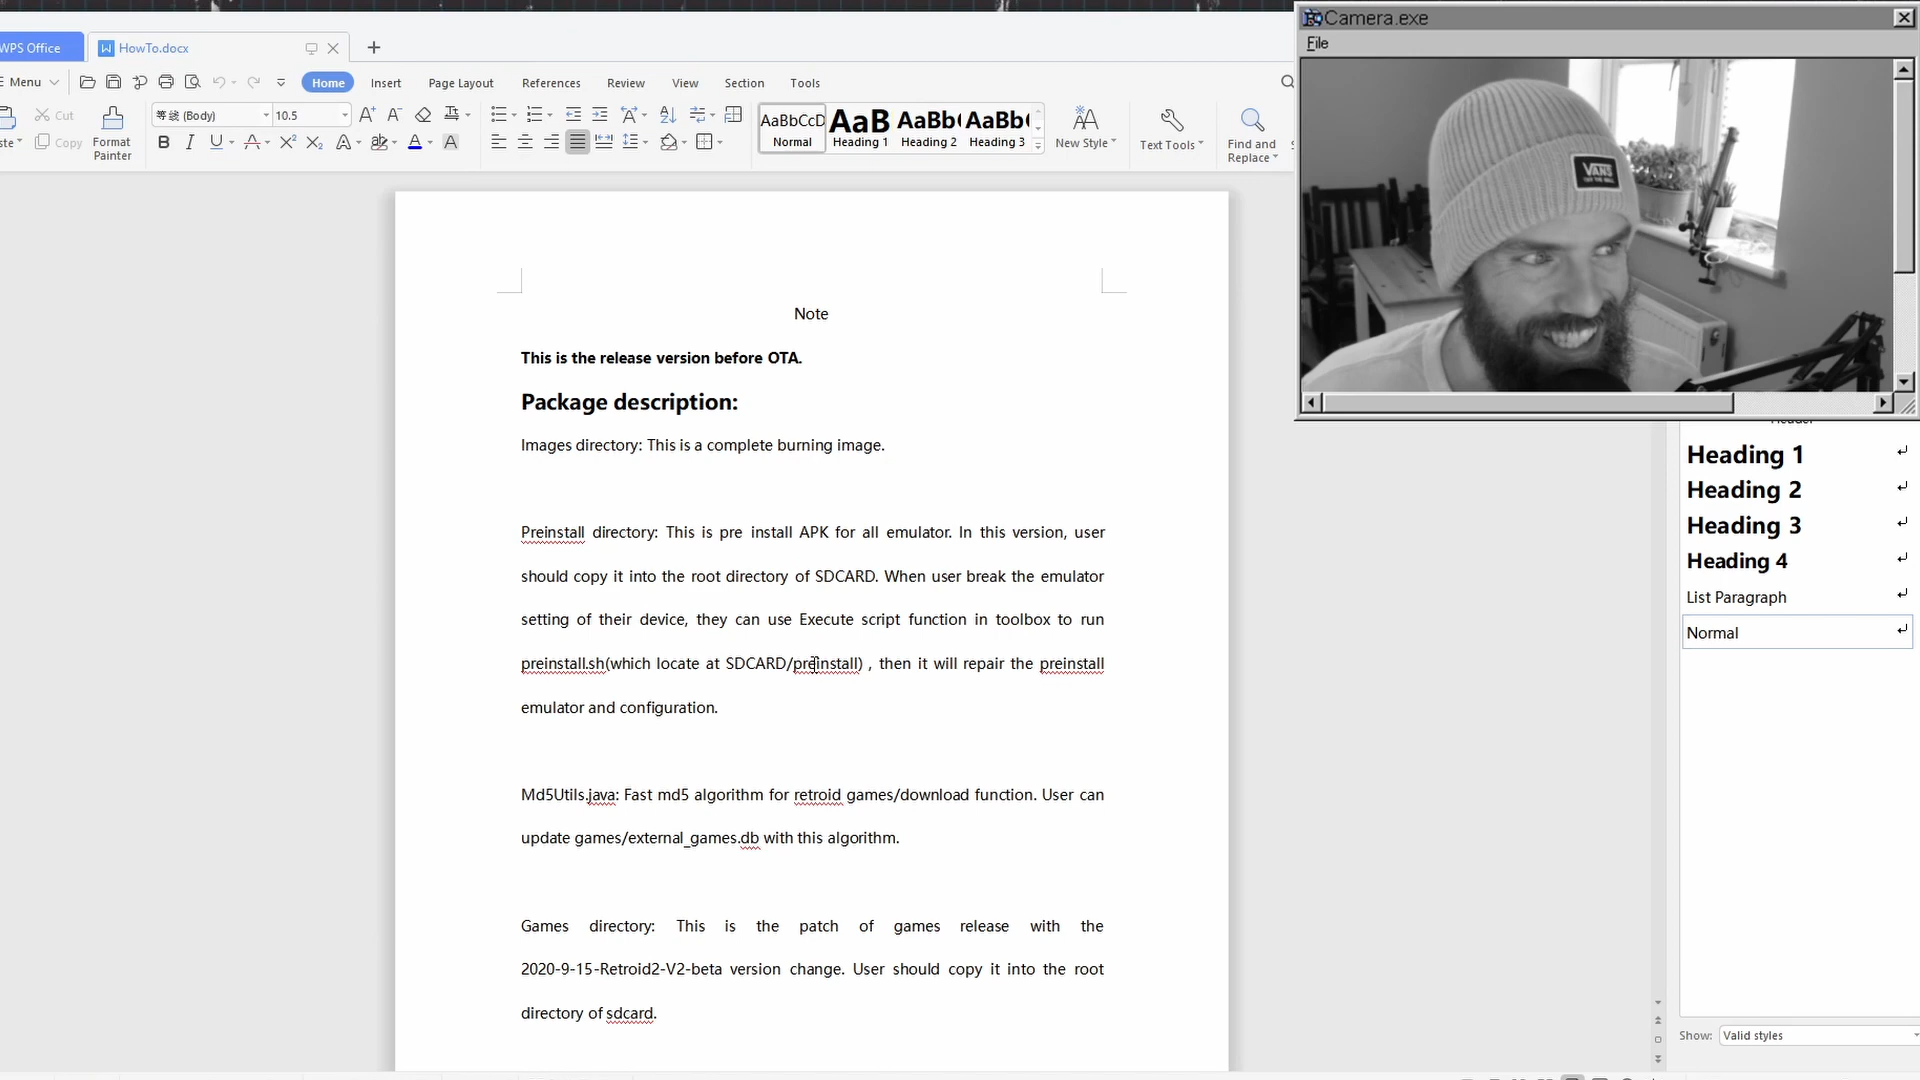 WPS Office
HowTo.docx
Camera.exe
File
Menu
Home
Insert
Page Layout
References
Review
View
Section
Tools
Cut
Copy
Format
Painter
(Body)
10.5
AaBbCcD
Normal
AaB
Heading 1
AaBb
Heading 2
AaBb
Heading 3
New Style
Text Tools
Find and
Replace
VANS
Note
This is the release version before OTA.
Package description:
Images directory: This is a complete burning image.
Preinstall directory: This is pre install APK for all emulator. In this version, user
should copy it into the root directory of SDCARD. When user break the emulator
setting of their device, they can use Execute script function in toolbox to run
preinstall.sh(which locate at SDCARD/preinstall) , then it will repair the preinstall
emulator and configuration.
Md5Utils.java: Fast md5 algorithm for retroid games/download function. User can
update games/external_games.db with this algorithm.
Games directory: This is the patch of games release with the
2020-9-15-Retroid2-V2-beta version change. User should copy it into the root
directory of sdcard.
Heading 1
Heading 2
Heading 3
Heading 4
List Paragraph
Normal
Show: Valid styles